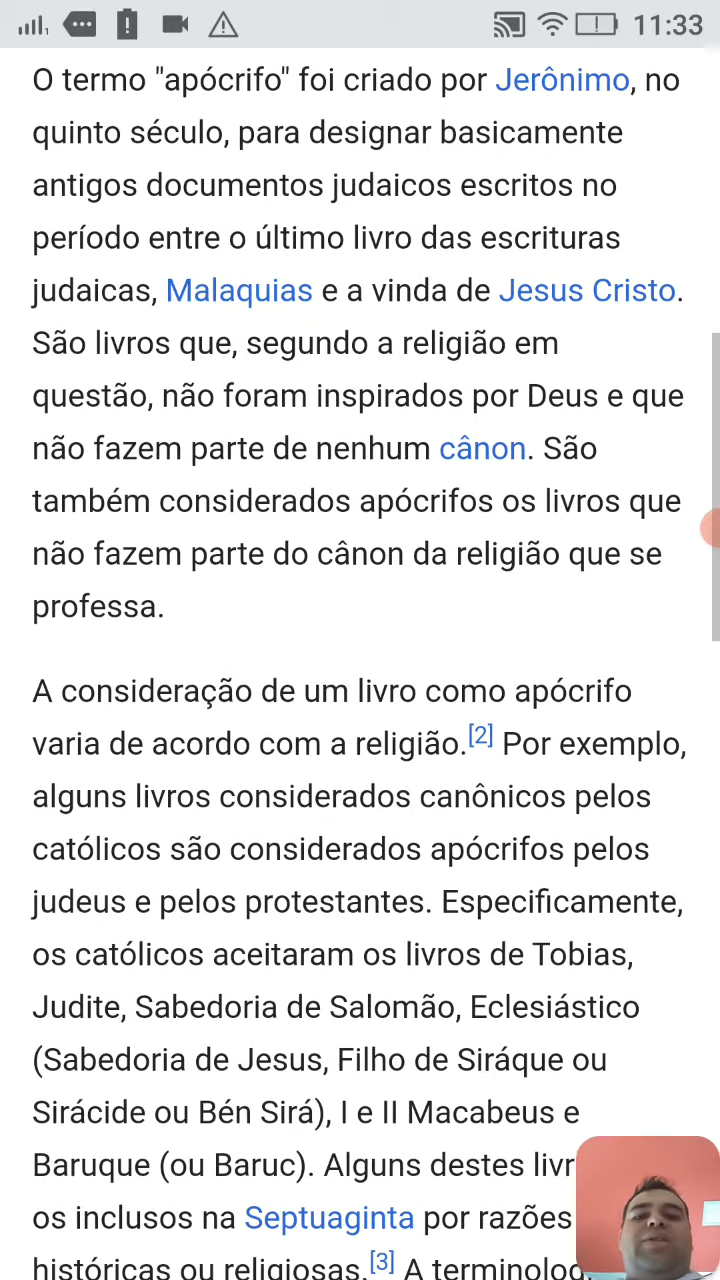 11:33
O termo "apócrifo" foi criado por Jerônimo, no
quinto século, para designar basicamente
antigos documentos judaicos escritos no
período entre o último livro das escrituras
judaicas, Malaquias e a vinda de Jesus Cristo.
São livros que, segundo a religião em
questão, não foram inspirados por Deus e que
não fazem parte de nenhum cânon. São
também considerados apócrifos os livros que
não fazem parte do cânon da religião que se
professa.
A consideração de um livro como apócrifo
varia de acordo com a religião.[2] Por exemplo,
alguns livros considerados canônicos pelos
católicos são considerados apócrifos pelos
judeus e pelos protestantes. Especificamente,
os católicos aceitaram os livros de Tobias,
Judite, Sabedoria de Salomão, Eclesiástico
(Sabedoria de Jesus, Filho de Siráque ou
Sirácide ou Bén Sirá), I e II Macabeus e
Baruque (ou Baruc). Alguns destes livr
os inclusos na Septuaginta por razões
históricas ou religiosas.[3] A terminolog